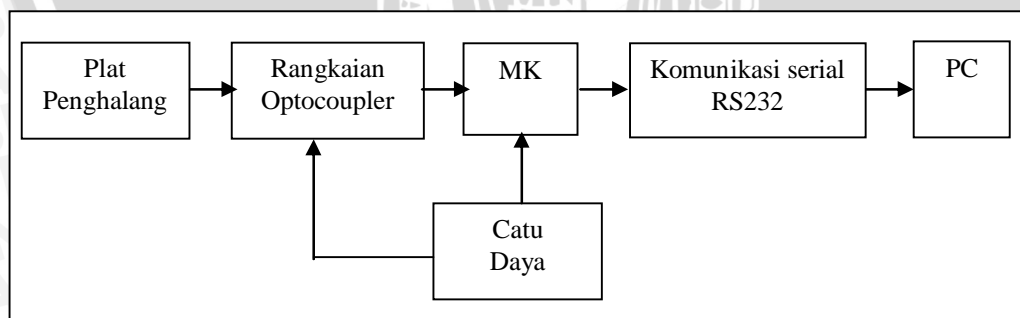 Plat
Penghalang
Rangkaian
Optocoupler
MK
Komunikasi serial
RS232
PC
Catu
Daya